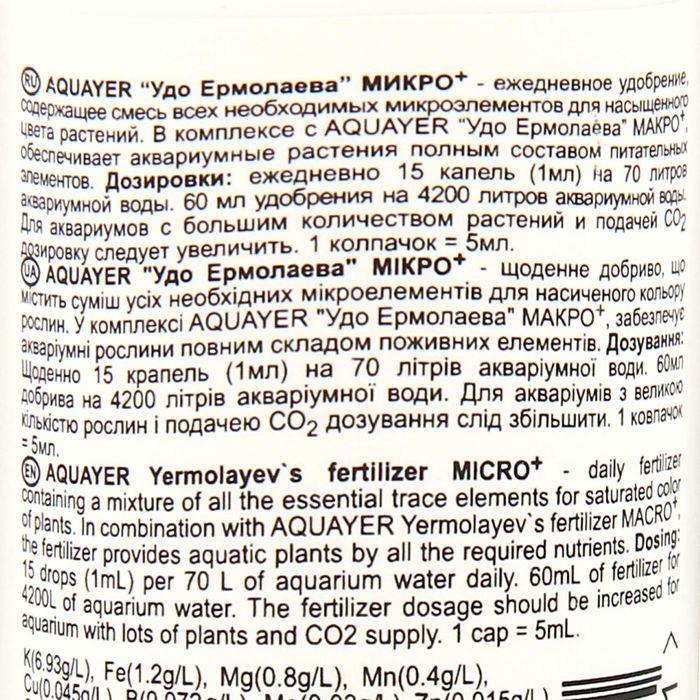 RU AQUAYER "Удо Ермолаева" МИКРО+ - ежедневное удобрение,
содержащее смесь всех необходимых микроэлементов для насыщенного
цвета растений. В комплексе с AQUAYER "Удо Ермолаева" МАКРО+,
обеспечивает аквариумные растения полным составом питательных
элементов. Дозировки: ежедневно 15 капель (1мл) на 70 литров
аквариумной воды. 60 мл удобрения на 4200 литров аквариумной воды.
Для аквариумов с большим количеством растений и подачей CO2
дозировку следует увеличить. 1 колпачок = 5мл.
UA AQUAYER "Удо Ермолаева" МІКРО+ - щоденне добриво, що
містить суміш усіх необхідних мікроелементів для насиченого кольору
рослин. У комплексі AQUAYER "Удо Ермолаева" МАКРО+, забезпечує
акваріумні рослини повним складом поживних елементів. Дозування:
Щоденно 15 крапель (1мл) на 70 літрів акваріумної води. 60мл
добрива на 4200 літрів акваріумної води. Для акваріумів з великою
кількістю рослин і подачею CO2 дозування слід збільшити. 1 ковпачок
= 5мл.
EN AQUAYER Yermolayev`s fertilizer MICRO+ - daily fertilizer
containing a mixture of all the essential trace elements for saturated color
of plants. In combination with AQUAYER Yermolayev`s fertilizer MACRO+,
the fertilizer provides aquatic plants by all the required nutrients. Dosing:
15 drops (1mL) per 70 L of aquarium water daily. 60mL of fertilizer for
4200L of aquarium water. The fertilizer dosage should be increased for
aquarium with lots of plants and CO2 supply. 1 cap = 5mL.
K(6.93g/L), Fe(1.2g/L), Mg(0.8g/L), Mn(0.4g/L),
Cu(0.045g/L)